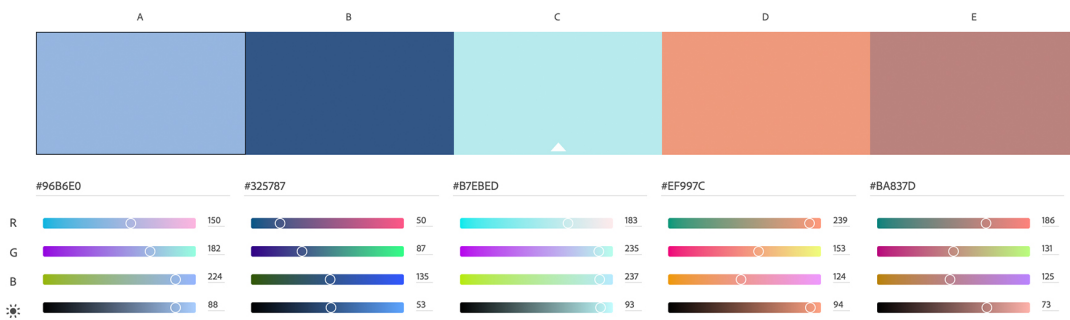 A B C D E
#96B6E0 #325787 #B7EBED #EF997C #BA837D
R 150 50 183 239 186
G 182 87 235 153 131
B 224 135 237 124 125
88 53 93 94 73